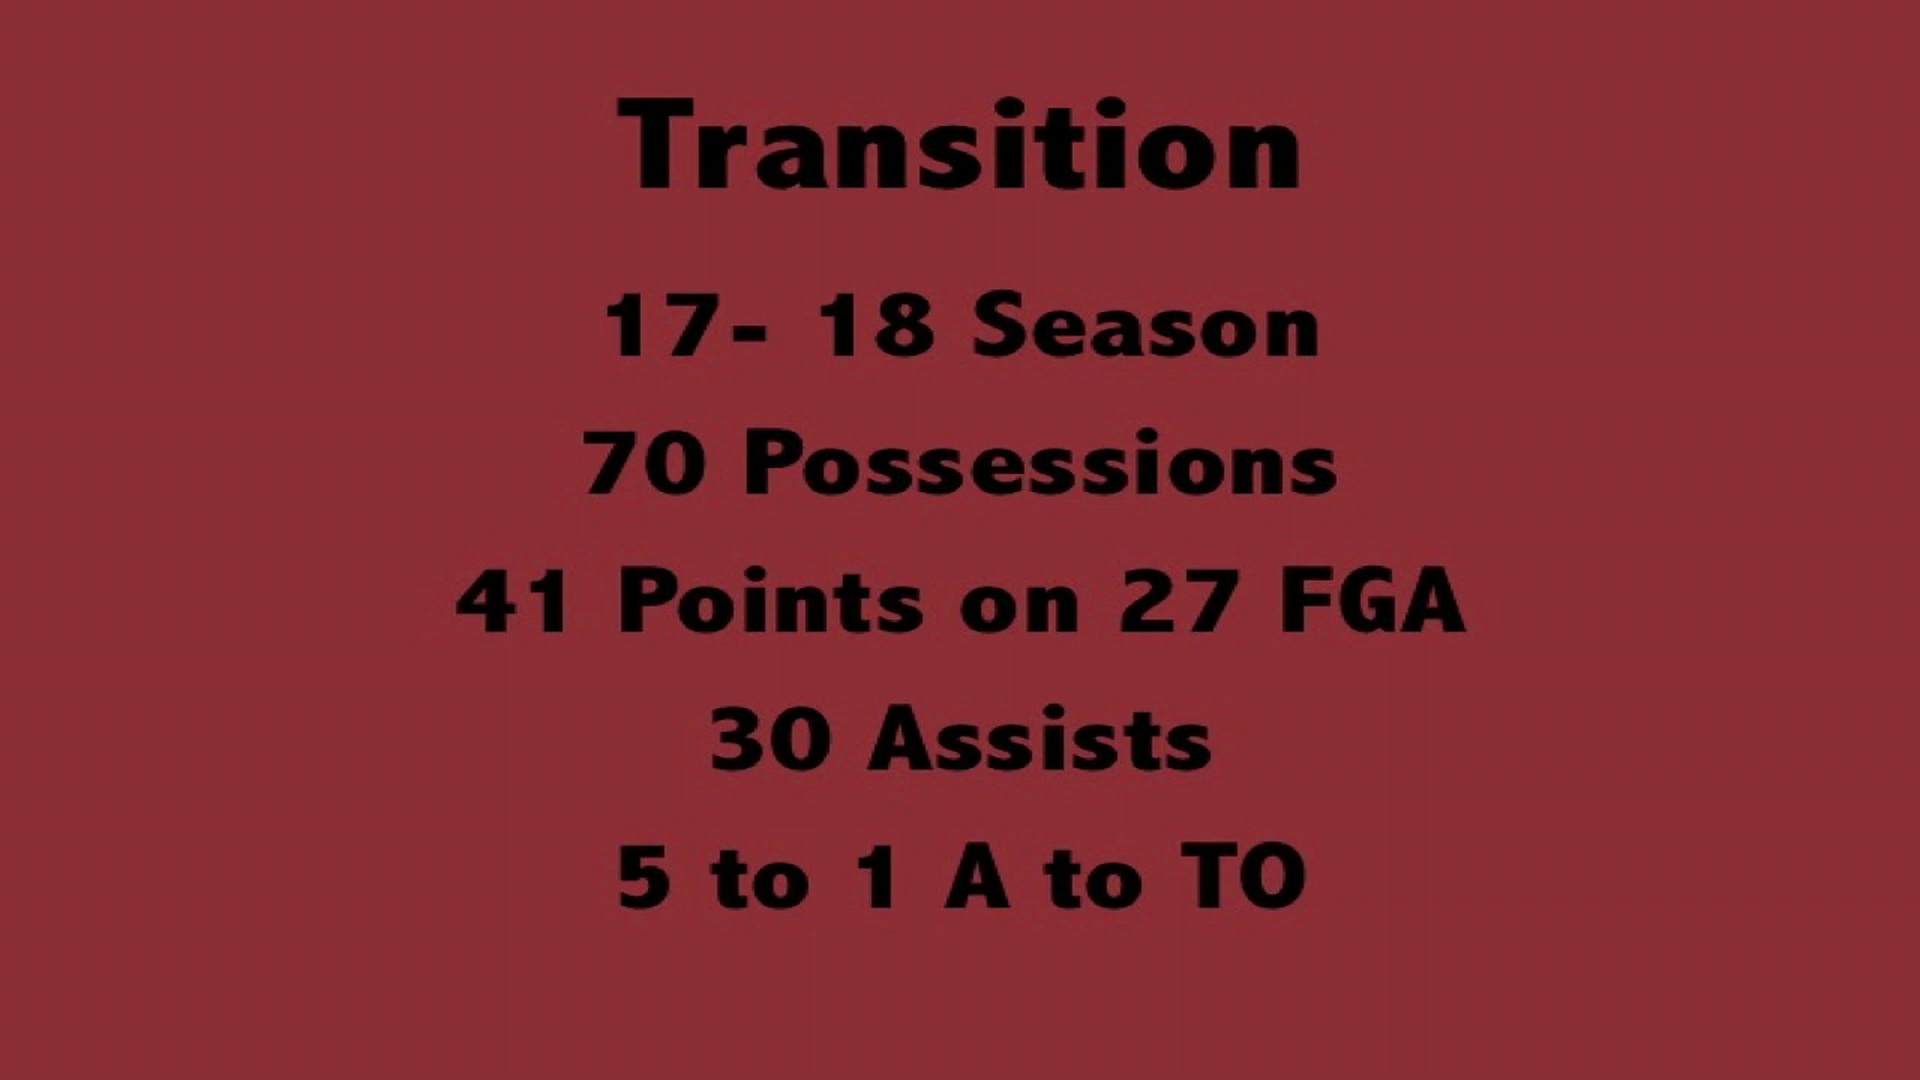 Transition
17- 18 Season
70 Possessions
41 Points on 27 FGA
30 Assists
5 to 1 A to TO